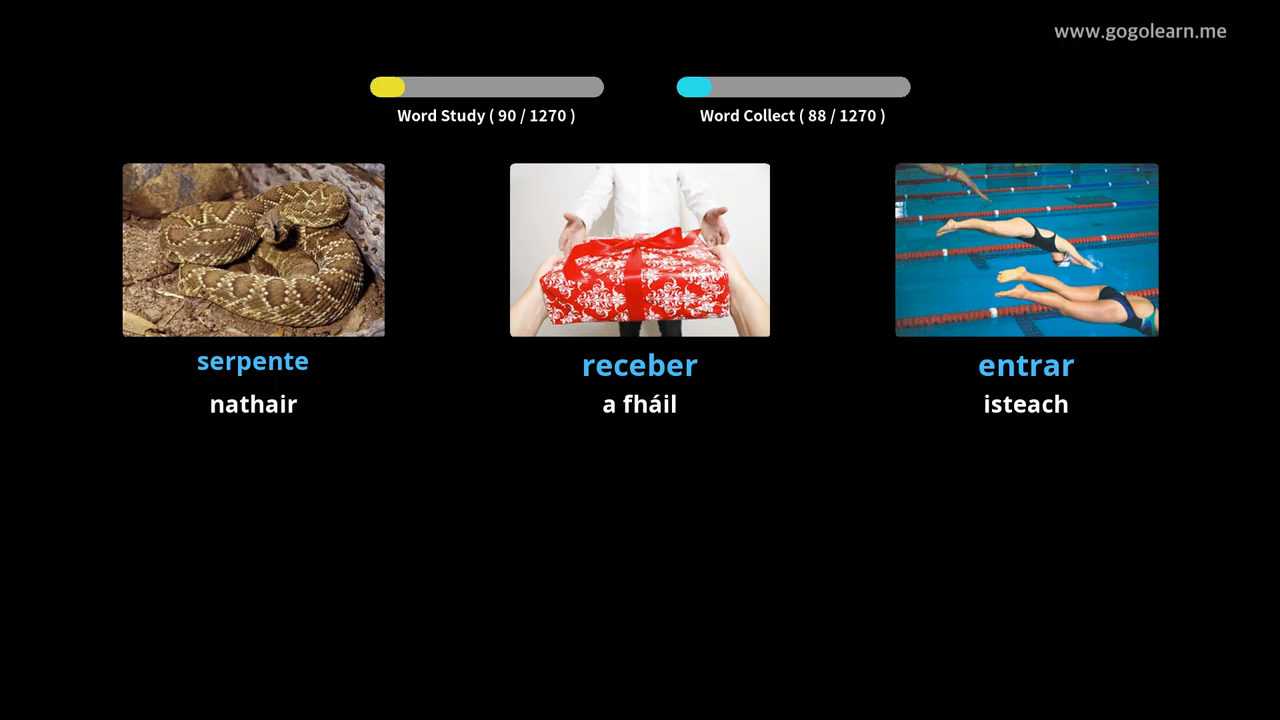 www.gogolearn.me
Word Study ( 90 / 1270 )
Word Collect ( 88 / 1270 )
serpente
receber
entrar
nathair
a fháil
isteach